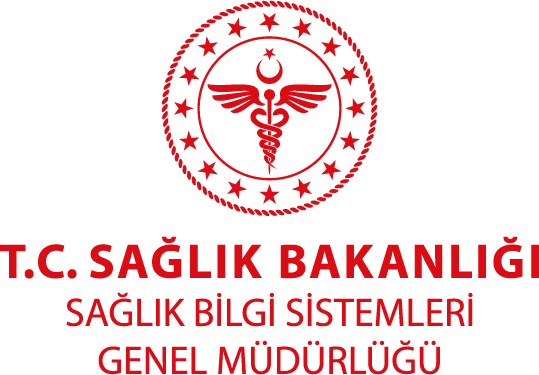 T.C. SAĞLIK BAKANLIĞI
SAĞLIK BİLGİ SİSTEMLERİ
GENEL MÜDÜRLÜĞÜ